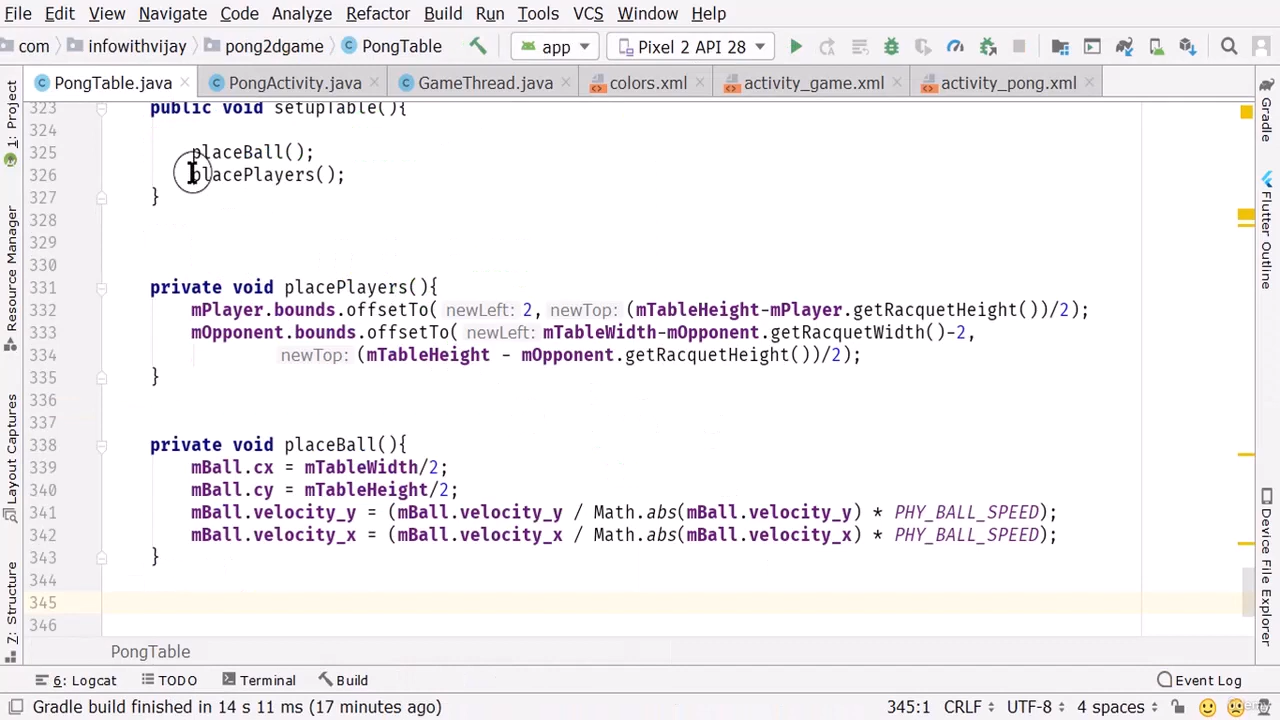 File Edit View Navigate Code Analyze Refactor Build Run Tools VCS Window Help
com infowithvijay pong2dgame PongTable app Pixel 2 API 28
PongTable.java PongActivity.java GameThread.java colors.xml activity_game.xml activity_pong.xml
1: Project
Resource Manager
Layout Captures
Z: Structure
323 public void setupTable(){
324
325 placeBall();
326 placePlayers();
327 }
328
329
330
331 private void placePlayers(){
332 mPlayer.bounds.offsetTo( newLeft: 2, newTop: (mTableHeight-mPlayer.getRacquetHeight())/2);
333 mOpponent.bounds.offsetTo( newLeft: mTableWidth-mOpponent.getRacquetWidth()-2,
334 newTop: (mTableHeight - mOpponent.getRacquetHeight())/2);
335 }
336
337
338 private void placeBall(){
339 mBall.cx = mTableWidth/2;
340 mBall.cy = mTableHeight/2;
341 mBall.velocity_y = (mBall.velocity_y / Math.abs(mBall.velocity_y) * PHY_BALL_SPEED);
342 mBall.velocity_x = (mBall.velocity_x / Math.abs(mBall.velocity_x) * PHY_BALL_SPEED);
343 }
344
345
346
Gradle
Flutter Outline
Device File Explorer
PongTable
6: Logcat TODO Terminal Build Event Log
Gradle build finished in 14 s 11 ms (17 minutes ago) 345:1 CRLF UTF-8 4 spaces